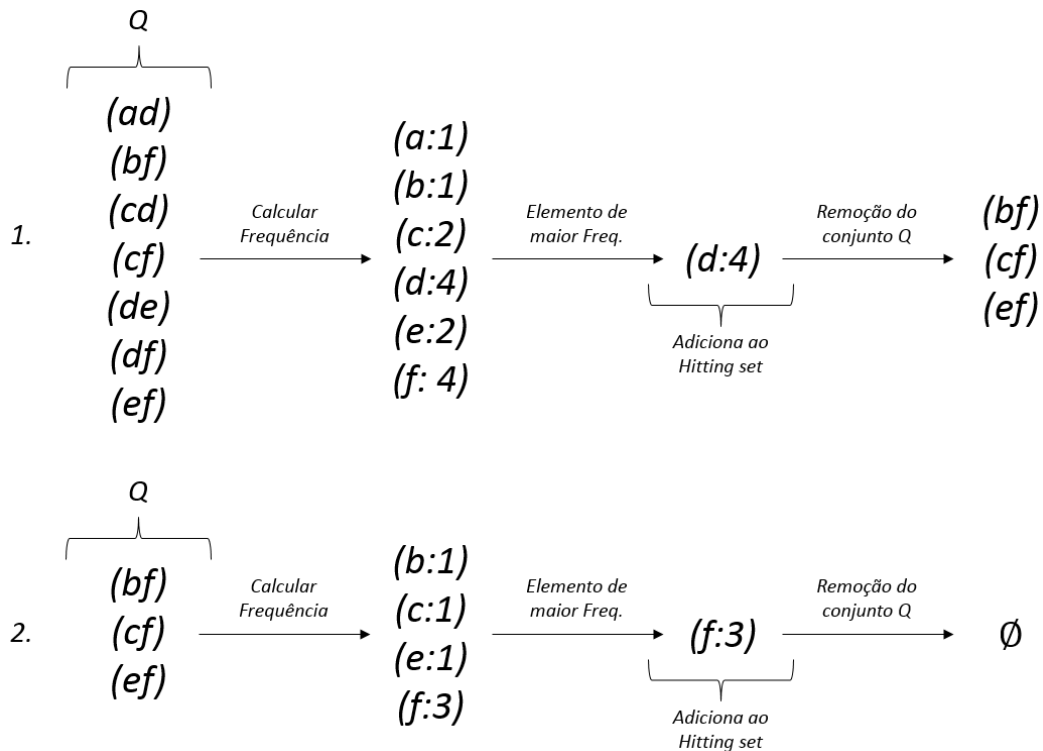 Q
(ad)
(bf)
(cd)
(cf)
(de)
(df)
(ef)
1.
Calcular
Frequência
(a:1)
(b:1)
(c:2)
(d:4)
(e:2)
(f: 4)
Elemento de
maior Freq.
(d:4)
Adiciona ao
Hitting set
Remoção do
conjunto Q
(bf)
(cf)
(ef)
Q
(bf)
(cf)
(ef)
2.
Calcular
Frequência
(b:1)
(c:1)
(e:1)
(f:3)
Elemento de
maior Freq.
(f:3)
Adiciona ao
Hitting set
Remoção do
conjunto Q
∅